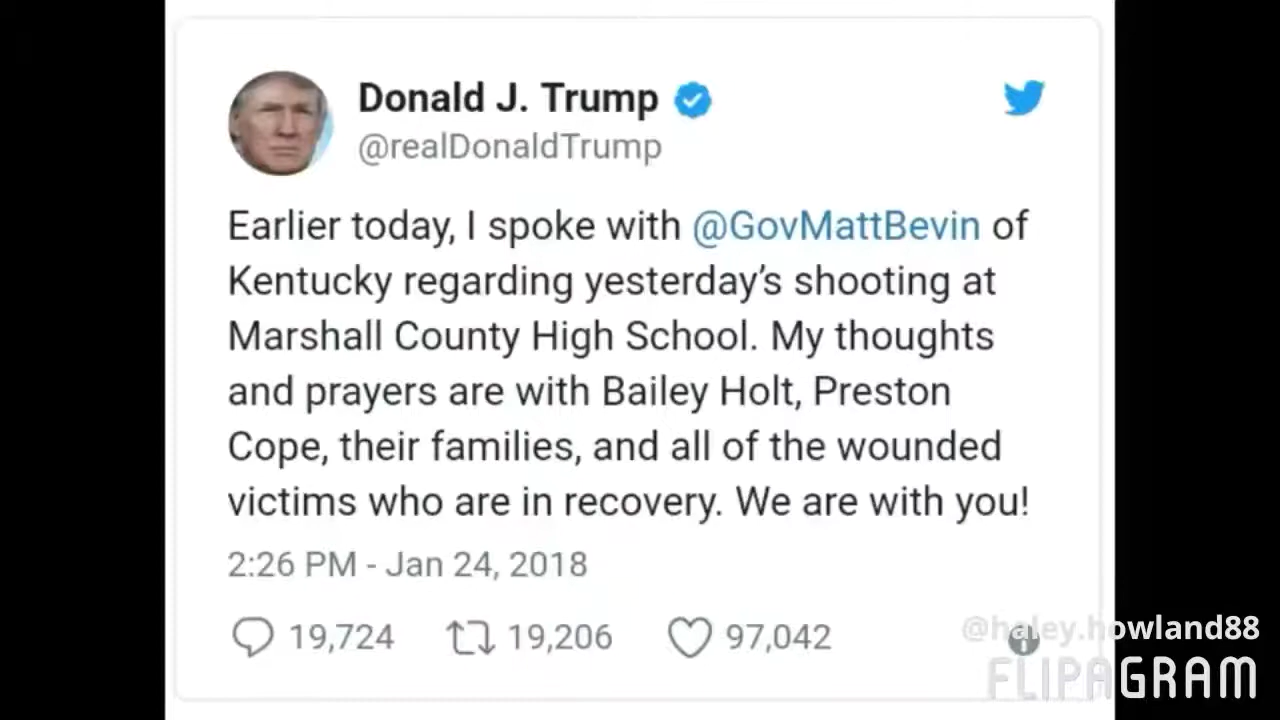 Donald J. Trump
@realDonaldTrump
Earlier today, I spoke with @GovMattBevin of
Kentucky regarding yesterday’s shooting at
Marshall County High School. My thoughts
and prayers are with Bailey Holt, Preston
Cope, their families, and all of the wounded
victims who are in recovery. We are with you!
2:26 PM - Jan 24, 2018
19,724 19,206 97,042
@haley.howland88
FLIPAGRAM